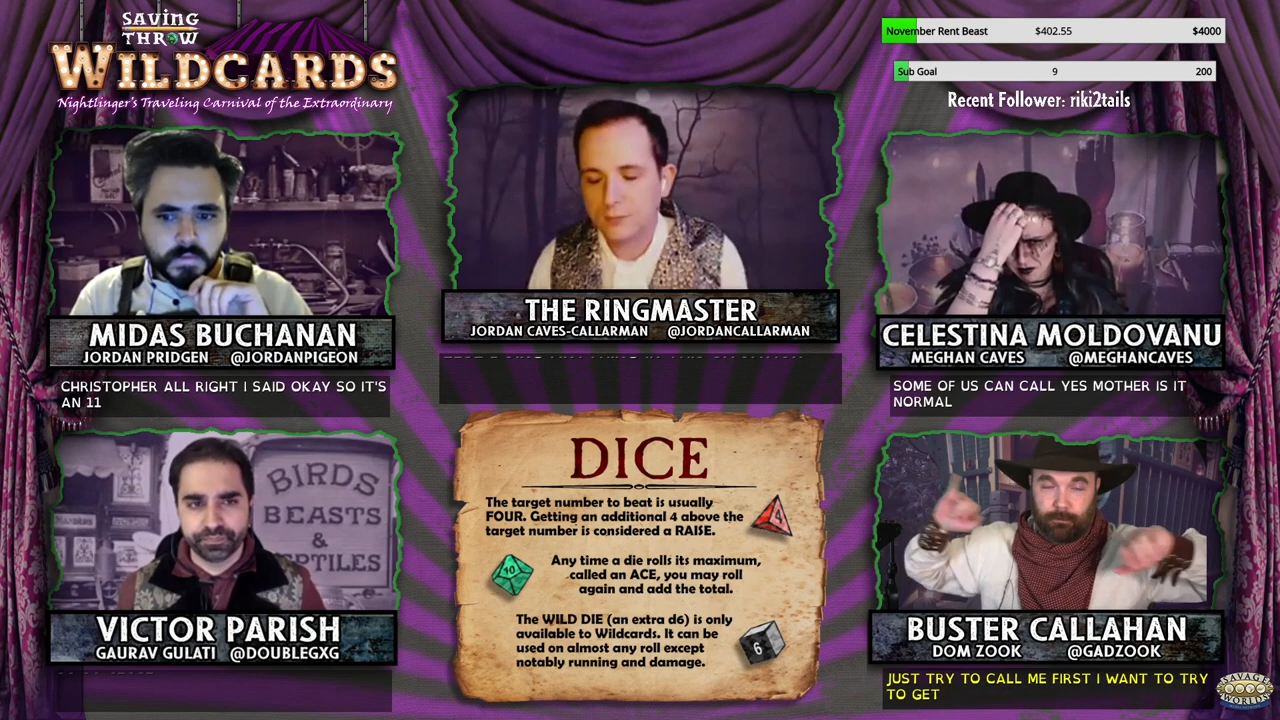 SAVING
THROW
WILDCARDS
Nightlinger's Traveling Carnival of the Extraordinary
November Rent Beast $402.55 $4000
Sub Goal 9 200
Recent Follower: riki2tails
MIDAS BUCHANAN
JORDAN PRIDGEN @JORDANPIGEON
CHRISTOPHER ALL RIGHT I SAID OKAY SO IT'S
AN 11
THE RINGMASTER
JORDAN CAVES-CALLARMAN @JORDANCALLARMAN
CELESTINA MOLDOVANU
MEGHAN CAVES @MEGHANCAVES
SOME OF US CAN CALL YES MOTHER IS IT
NORMAL
BIRDS
BEASTS
&
REPTILES
VICTOR PARISH
GAURAV GULATI @DOUBLEGXG
DICE
The target number to beat is usually
FOUR. Getting an additional 4 above the
target number is considered a RAISE.
4
Any time a die rolls its maximum,
called an ACE, you may roll
again and add the total.
10
The WILD DIE (an extra d6) is only
available to Wildcards. It can be
used on almost any roll except
notably running and damage.
6
BUSTER CALLAHAN
DOM ZOOK @GADZOOK
JUST TRY TO CALL ME FIRST I WANT TO TRY
TO GET
SAVAGE
WORLDS